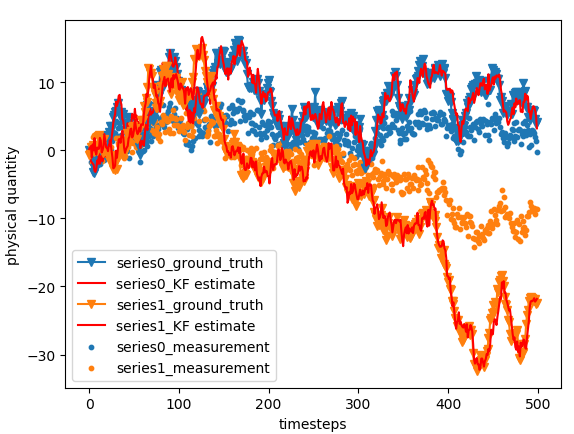 10
0
−10
−20
−30
physical quantity
series0_ground_truth
series0_KF estimate
series1_ground_truth
series1_KF estimate
series0_measurement
series1_measurement
0
100
200
300
400
500
timesteps